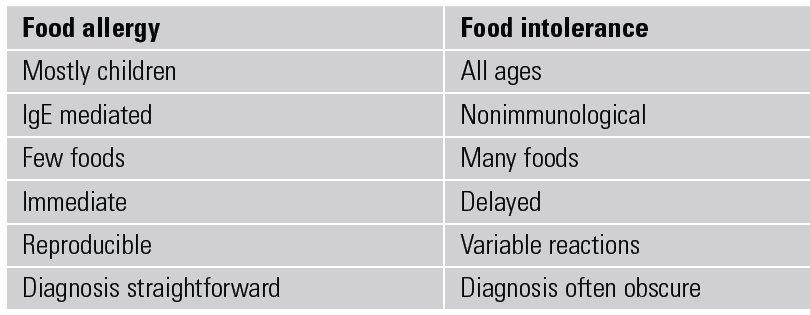 Food allergy Food intolerance
Mostly children All ages
IgE mediated Nonimmunological
Few foods Many foods
Immediate Delayed
Reproducible Variable reactions
Diagnosis straightforward Diagnosis often obscure